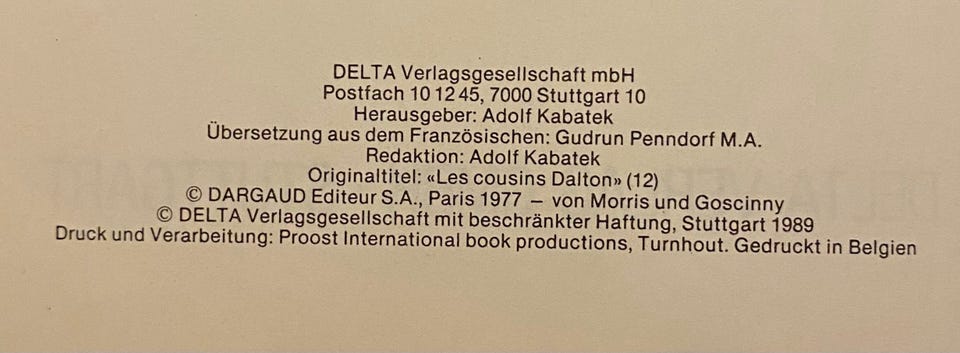 DELTA Verlagsgesellschaft mbH
Postfach 10 12 45, 7000 Stuttgart 10
Herausgeber: Adolf Kabatek
Übersetzung aus dem Französischen: Gudrun Penndorf M.A.
Redaktion: Adolf Kabatek
Originaltitel: «Les cousins Dalton» (12)
© DARGAUD Editeur S.A., Paris 1977 – von Morris und Goscinny
© DELTA Verlagsgesellschaft mit beschränkter Haftung, Stuttgart 1989
Druck und Verarbeitung: Proost International book productions, Turnhout. Gedruckt in Belgien